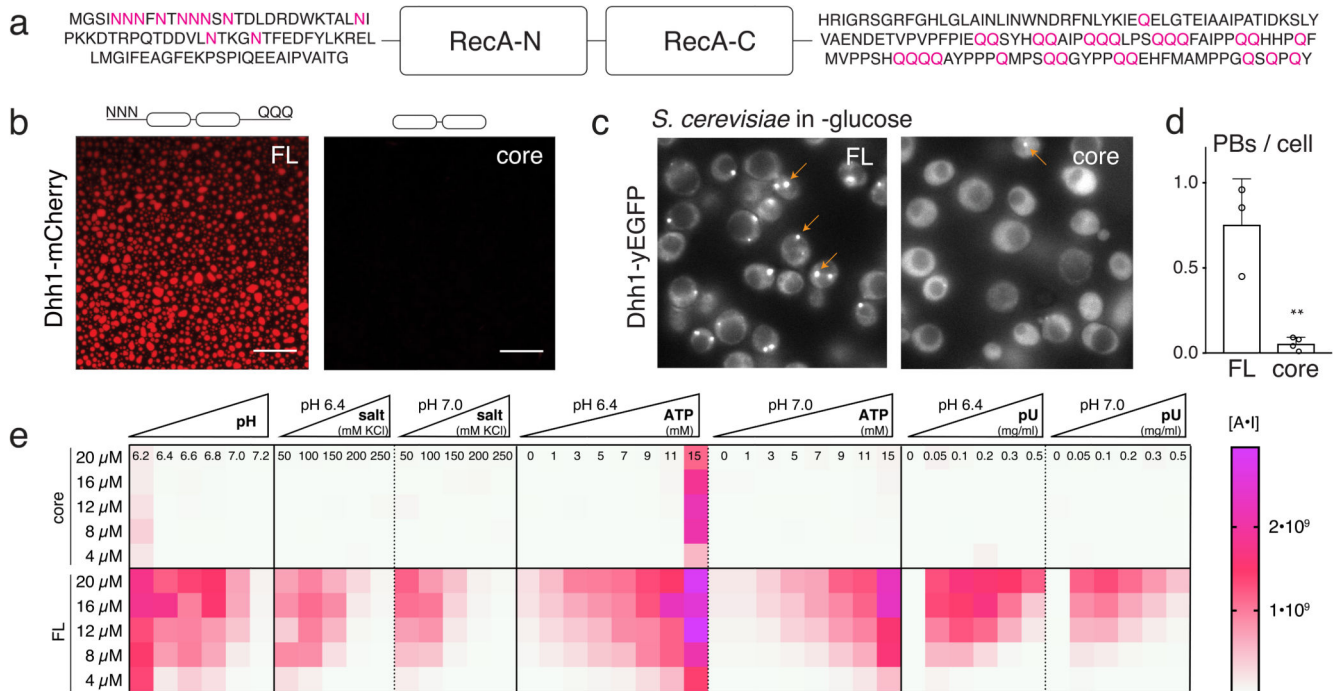 a
MGSINNNFNTNNNSNTDLDRDWKTALNI
PKKDTRPQTDDVLNTKGNTFEDFYLKREL
LMGIFEAGFEKPSPIQEEAIPVAITG
RecA-N
RecA-C
HRIGRSGRFGHLGLAINLINWNDRFNLYKIEQELGTEIAAIPATIDKSLY
VAENDETVPVPFPIEQQSYHQQAIPQQQLPSQQQFAIPPQQHHPQF
MVPPSHQQQQAYPPPQMPSQQGYPPQQEHFMAMPPGQSQPQY
b
NNN
QQQ
Dhh1-mCherry
FL
core
c
S. cerevisiae in -glucose
Dhh1-yEGFP
FL
core
d
PBs / cell
1.0
0.5
0.0
**
FL
core
e
pH
pH 6.4
salt
(mM KCl)
pH 7.0
salt
(mM KCl)
pH 6.4
ATP
(mM)
pH 7.0
ATP
(mM)
pH 6.4
pU
(mg/ml)
pH 7.0
pU
(mg/ml)
[A•I]
6.2 6.4 6.6 6.8 7.0 7.2
50 100 150 200 250
50 100 150 200 250
0 1 3 5 7 9 11 15
0 1 3 5 7 9 11 15
0 0.05 0.1 0.2 0.3 0.5
0 0.05 0.1 0.2 0.3 0.5
core
20 µM
16 µM
12 µM
8 µM
4 µM
FL
20 µM
16 µM
12 µM
8 µM
4 µM
2•10⁹
1•10⁹